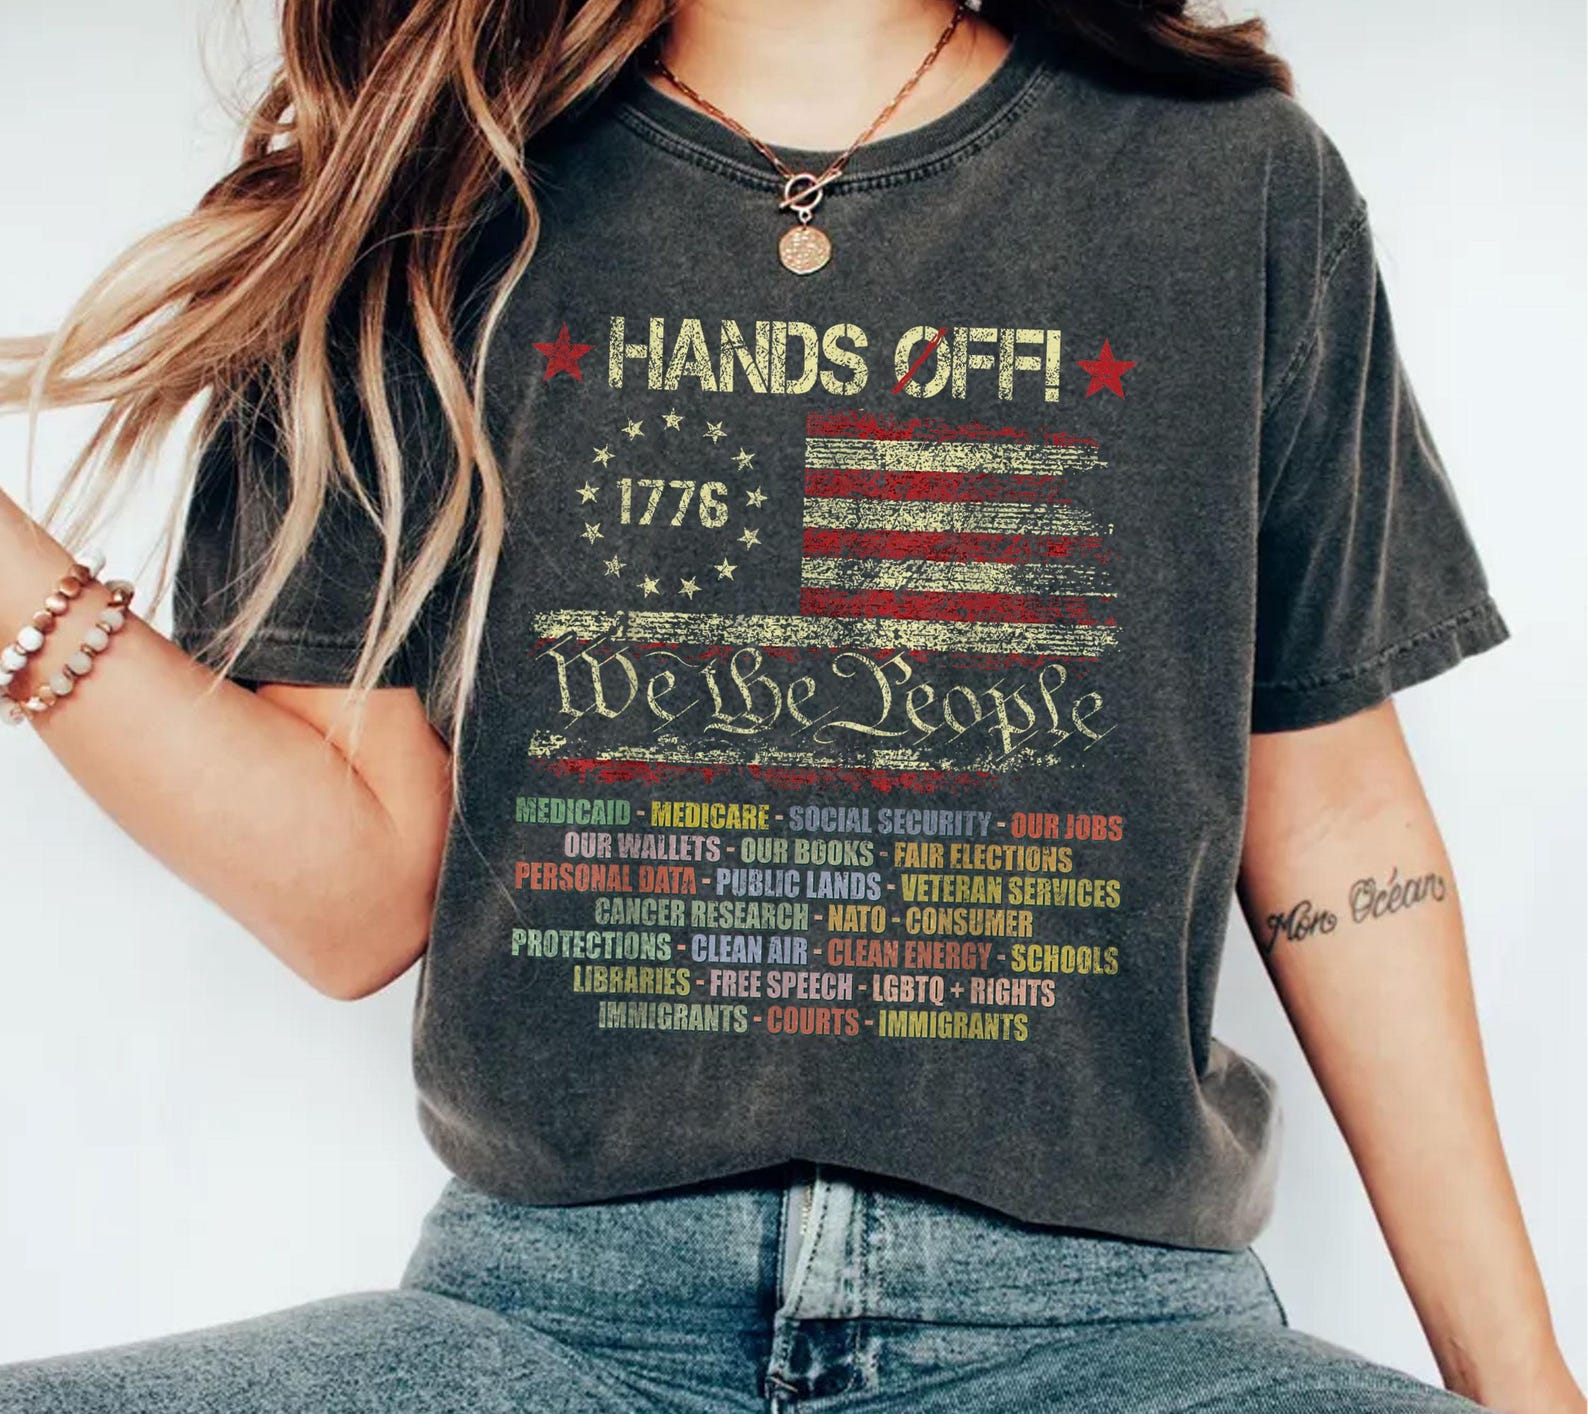 HANDS OFF!
1776
We the People
MEDICAID - MEDICARE - SOCIAL SECURITY - OUR JOBS
OUR WALLETS - OUR BOOKS - FAIR ELECTIONS
PERSONAL DATA - PUBLIC LANDS - VETERAN SERVICES
CANCER RESEARCH - NATO - CONSUMER
PROTECTIONS - CLEAN AIR - CLEAN ENERGY - SCHOOLS
LIBRARIES - FREE SPEECH - LGBTQ + RIGHTS
IMMIGRANTS - COURTS - IMMIGRANTS
Mon Océan